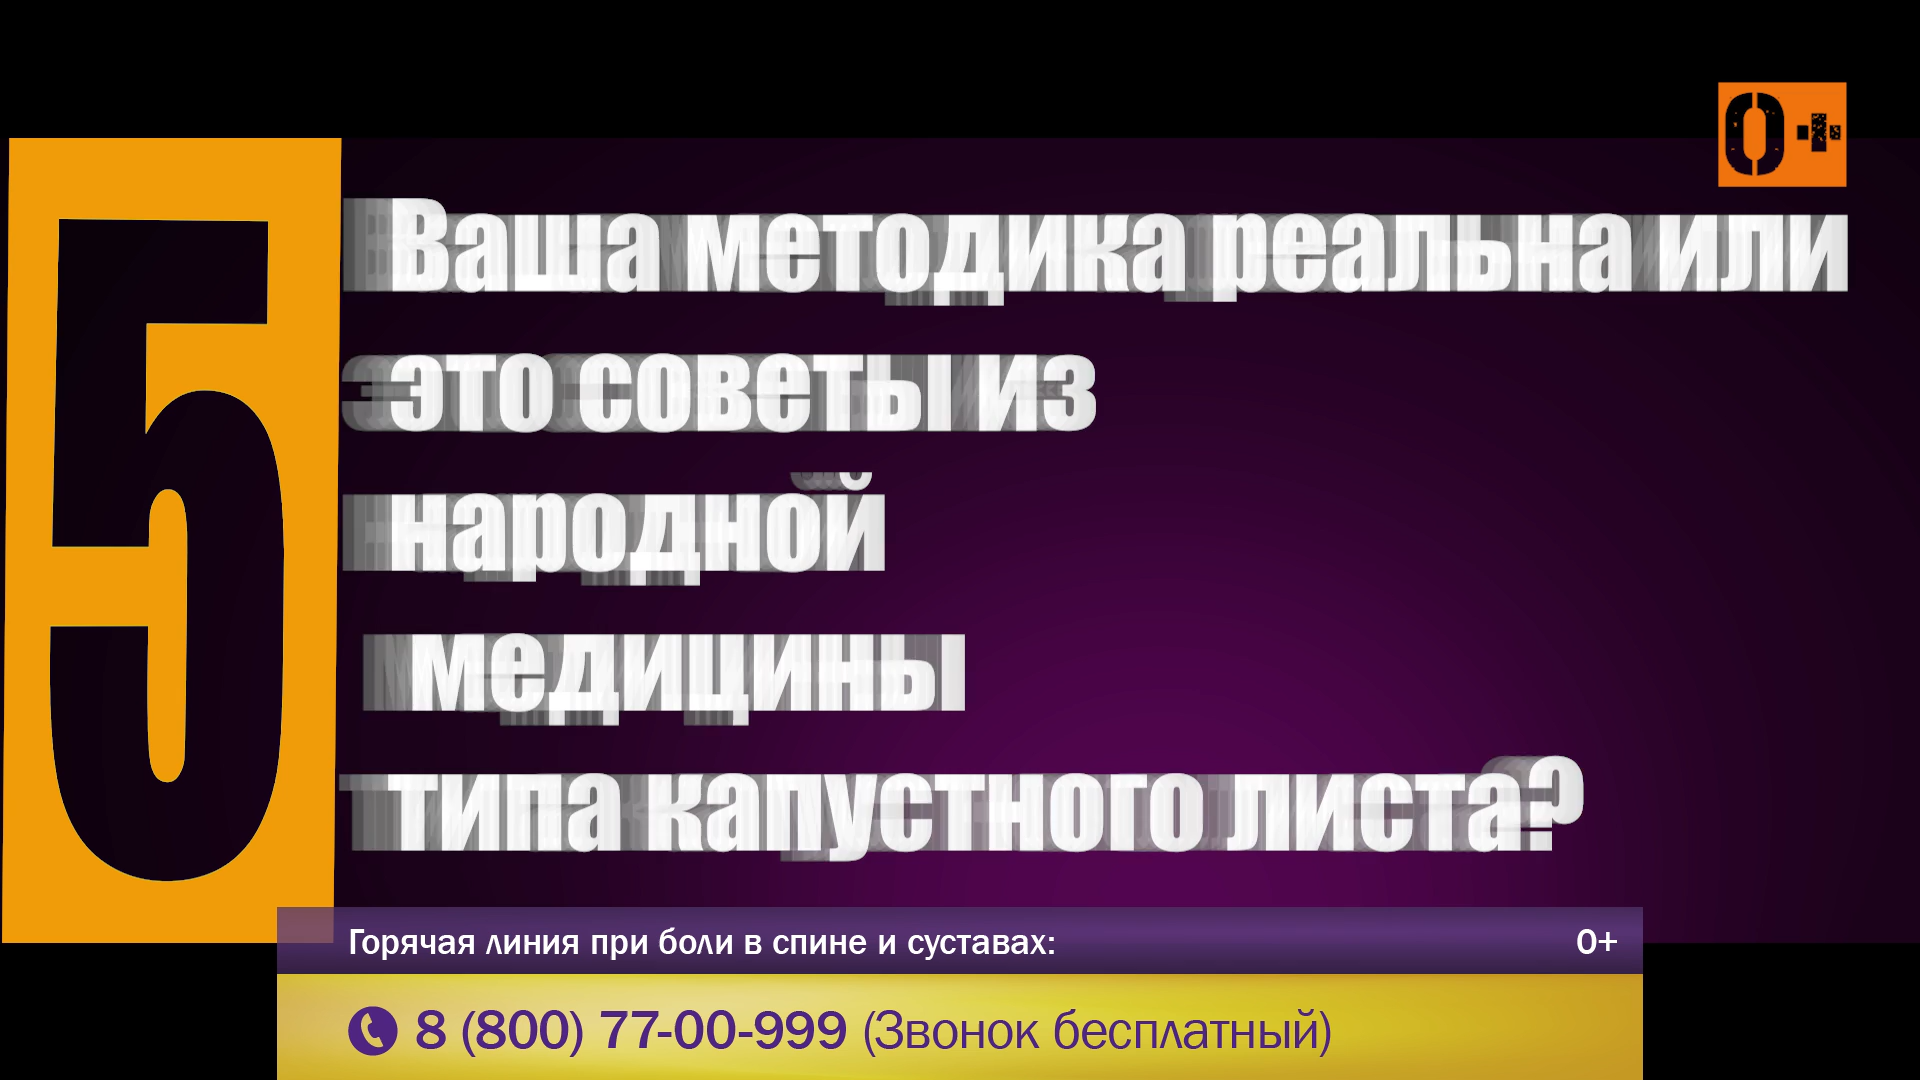 0+
5
Ваша методика реальна или
это советы из
народной
медицины
типа капустного листа?
Горячая линия при боли в спине и суставах:
0+
8 (800) 77-00-999 (Звонок бесплатный)